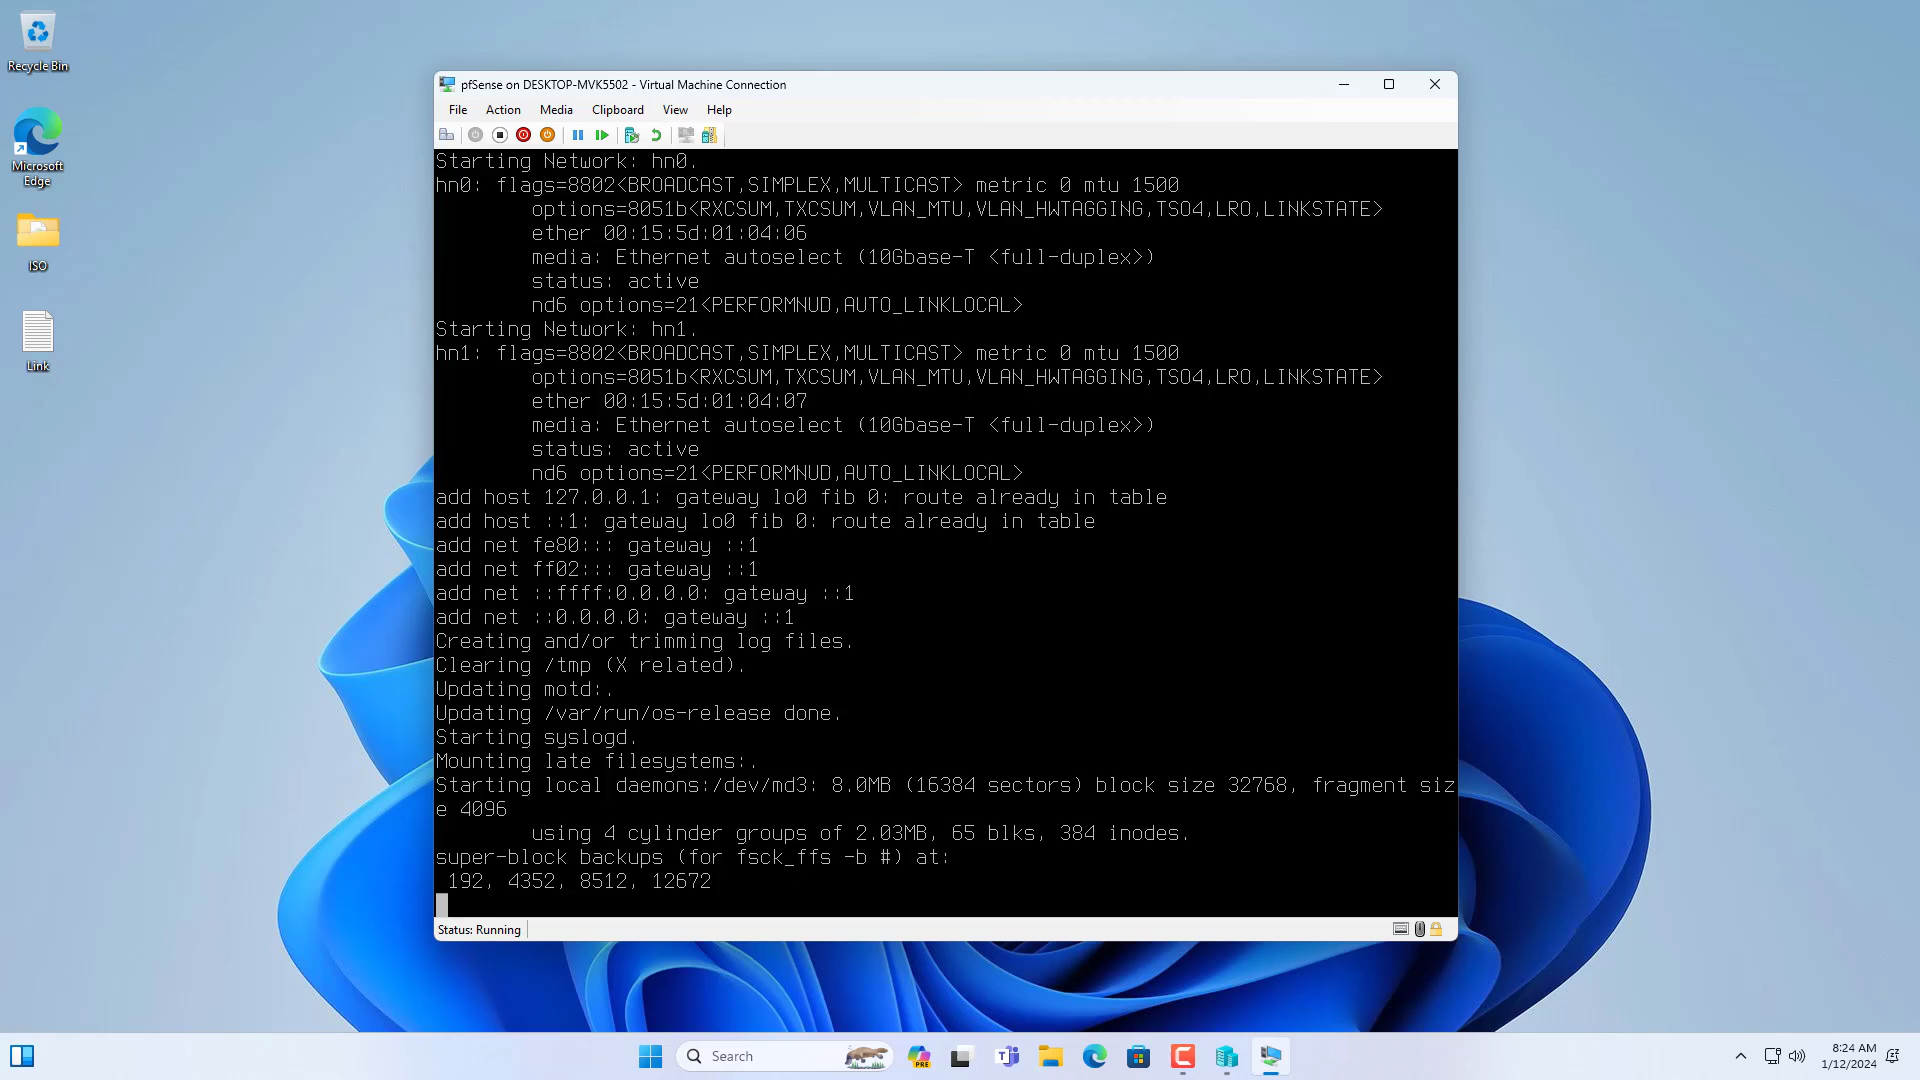 Recycle Bin
Microsoft
Edge
ISO
Link
pfSense on DESKTOP-MVK5502 - Virtual Machine Connection
File Action Media Clipboard View Help
Starting Network: hn0.
hn0: flags=8802<BROADCAST,SIMPLEX,MULTICAST> metric 0 mtu 1500
options=8051b<RXCSUM,TXCSUM,VLAN_MTU,VLAN_HWTAGGING,TSO4,LRO,LINKSTATE>
ether 00:15:5d:01:04:06
media: Ethernet autoselect (10Gbase-T <full-duplex>)
status: active
nd6 options=21<PERFORMNUD,AUTO_LINKLOCAL>
Starting Network: hn1.
hn1: flags=8802<BROADCAST,SIMPLEX,MULTICAST> metric 0 mtu 1500
options=8051b<RXCSUM,TXCSUM,VLAN_MTU,VLAN_HWTAGGING,TSO4,LRO,LINKSTATE>
ether 00:15:5d:01:04:07
media: Ethernet autoselect (10Gbase-T <full-duplex>)
status: active
nd6 options=21<PERFORMNUD,AUTO_LINKLOCAL>
add host 127.0.0.1: gateway lo0 fib 0: route already in table
add host ::1: gateway lo0 fib 0: route already in table
add net fe80::: gateway ::1
add net ff02::: gateway ::1
add net ::ffff:0.0.0.0: gateway ::1
add net ::0.0.0.0: gateway ::1
Creating and/or trimming log files.
Clearing /tmp (X related).
Updating motd:.
Updating /var/run/os-release done.
Starting syslogd.
Mounting late filesystems:.
Starting local daemons:/dev/md3: 8.0MB (16384 sectors) block size 32768, fragment siz
e 4096
using 4 cylinder groups of 2.03MB, 65 blks, 384 inodes.
super-block backups (for fsck_ffs -b #) at:
192, 4352, 8512, 12672
Status: Running
Search
PRE
8:24 AM
1/12/2024